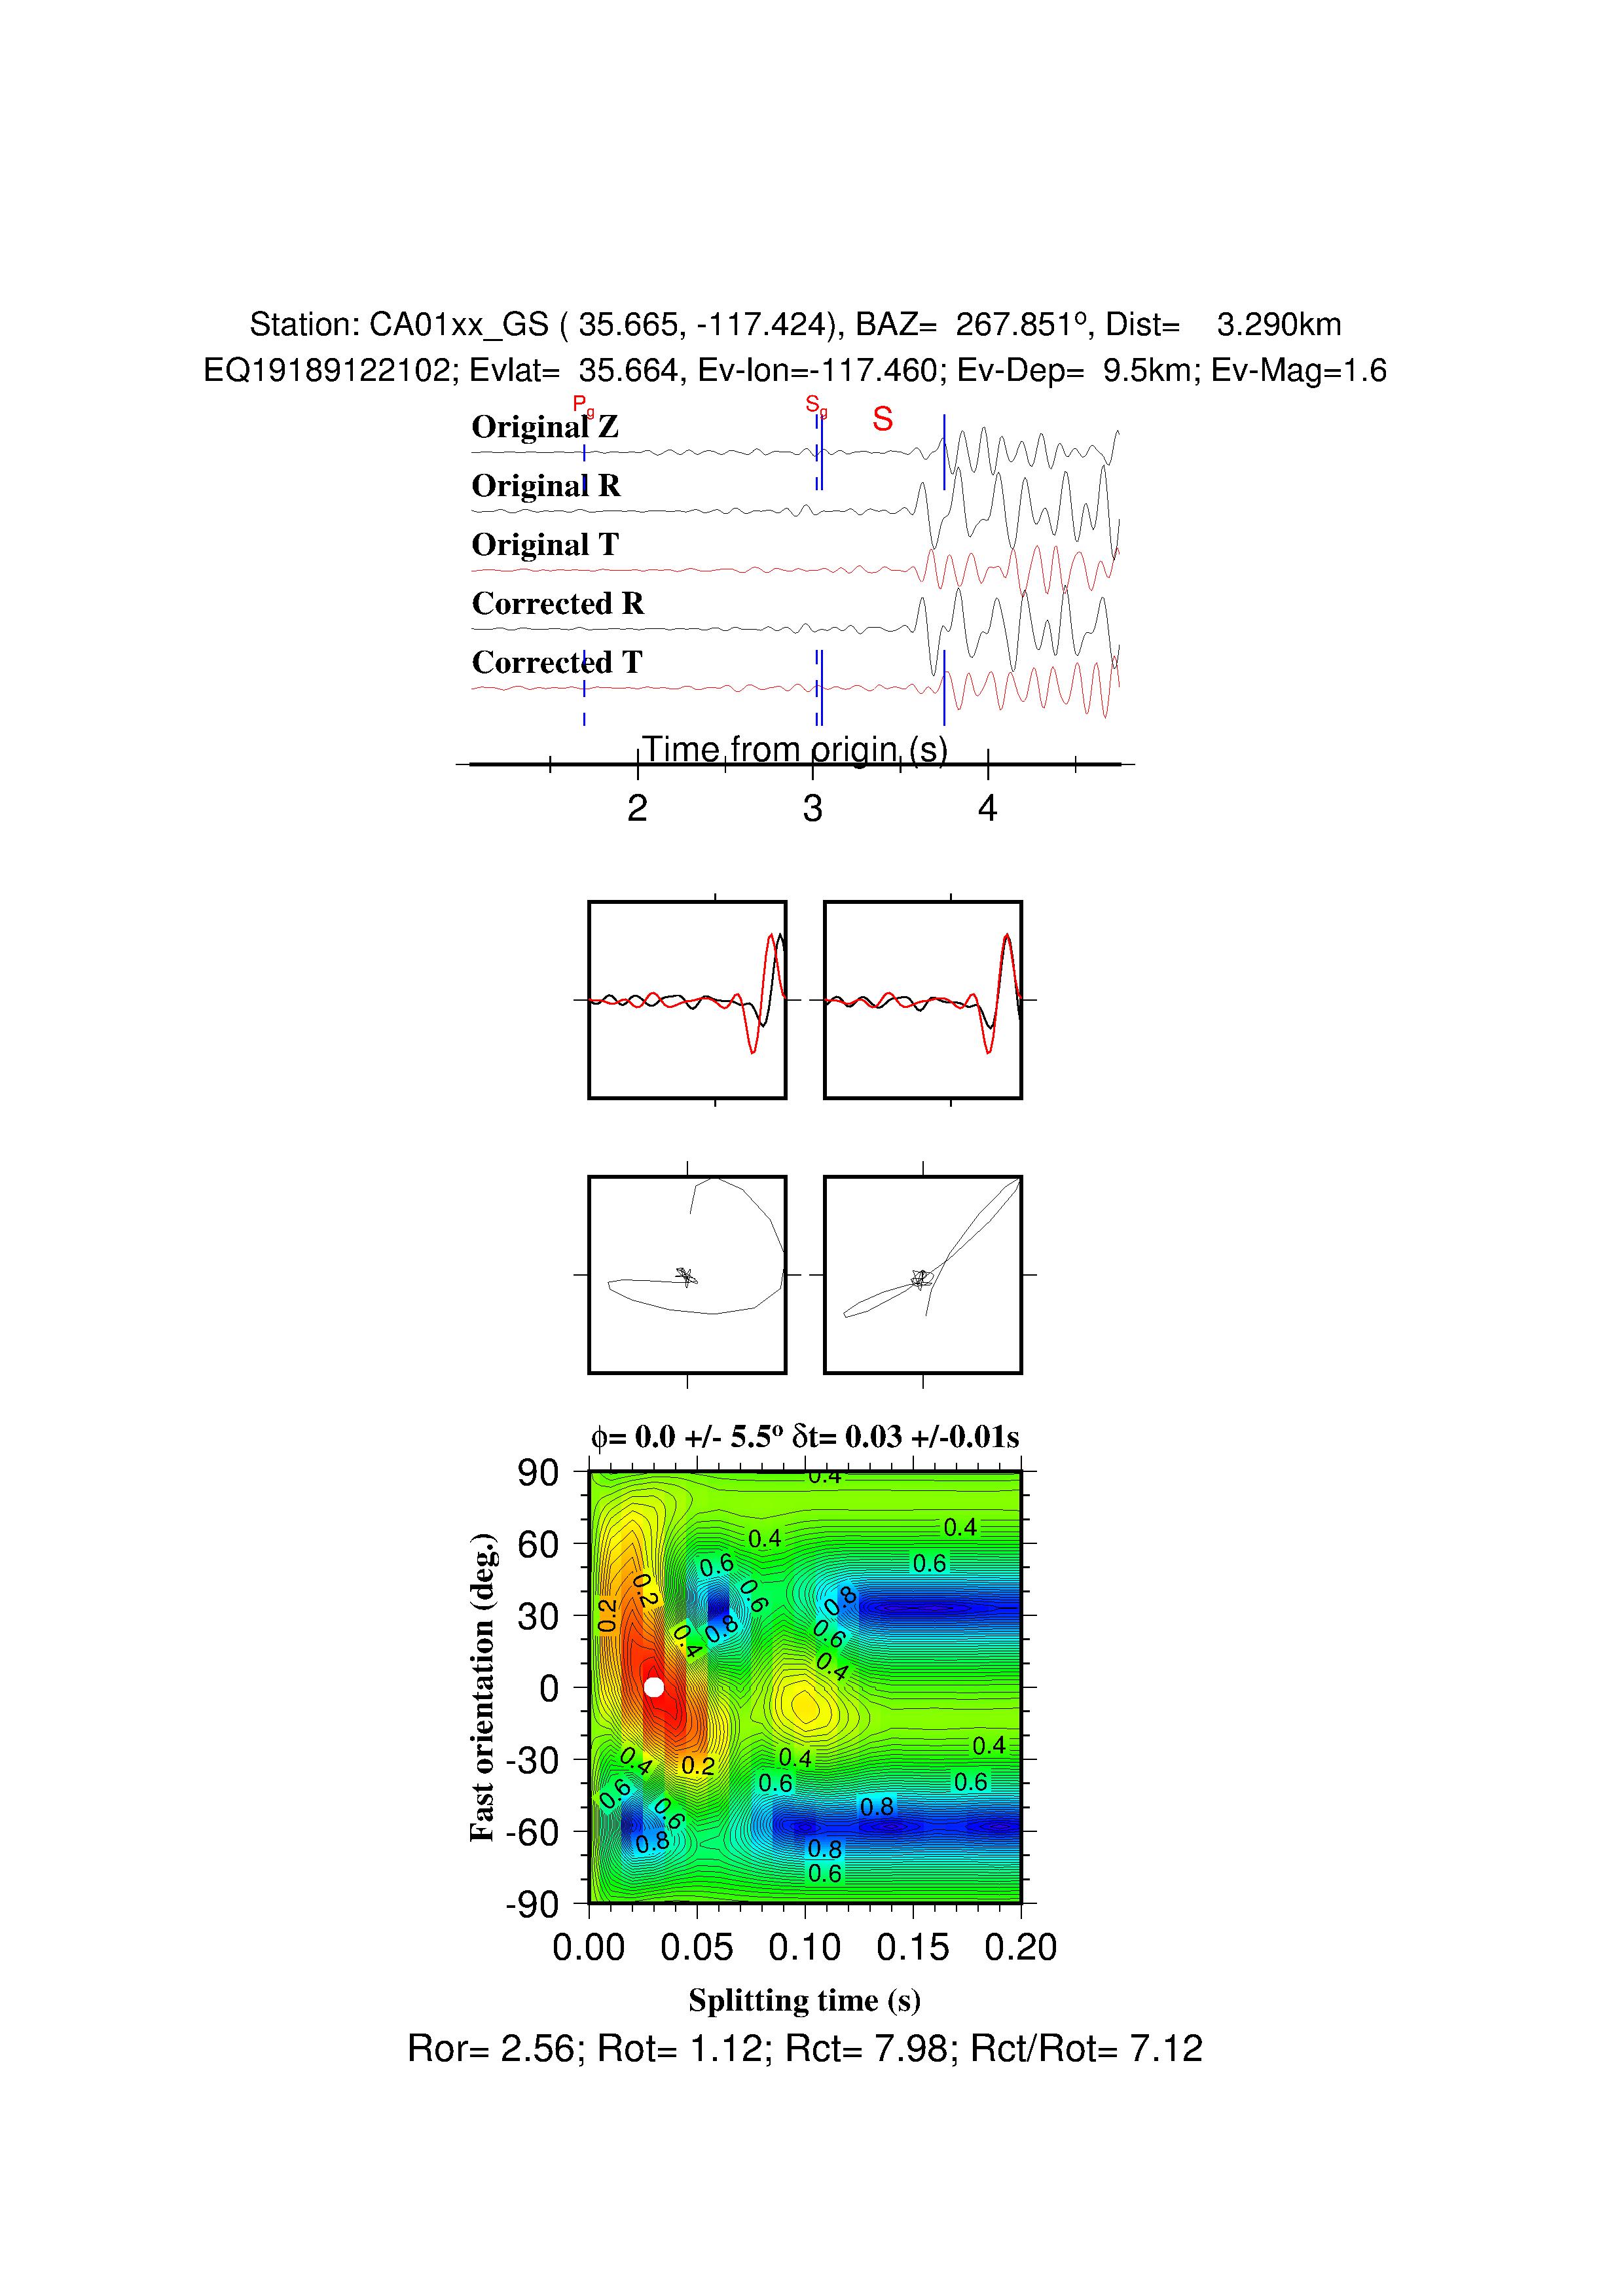 Station: CA01xx_GS ( 35.665, -117.424), BAZ= 267.851º, Dist= 3.290km
EQ19189122102; Evlat= 35.664, Ev-lon=-117.460; Ev-Dep= 9.5km; Ev-Mag=1.6
Pg Sg S
Original Z
Original R
Original T
Corrected R
Corrected T
Time from origin (s)
2 3 4
ϕ= 0.0 +/- 5.5º δt= 0.03 +/-0.01s
Fast orientation (deg.)
90
60
30
0
-30
-60
-90
0.4
0.4
0.4
0.6
0.6
0.2
0.2
0.6
0.8
0.8
0.4
0.6
0.4
0.4
0.4
0.2
0.4
0.6
0.6
0.6
0.6
0.8
0.8
0.8
0.6
0.00 0.05 0.10 0.15 0.20
Splitting time (s)
Ror= 2.56; Rot= 1.12; Rct= 7.98; Rct/Rot= 7.12